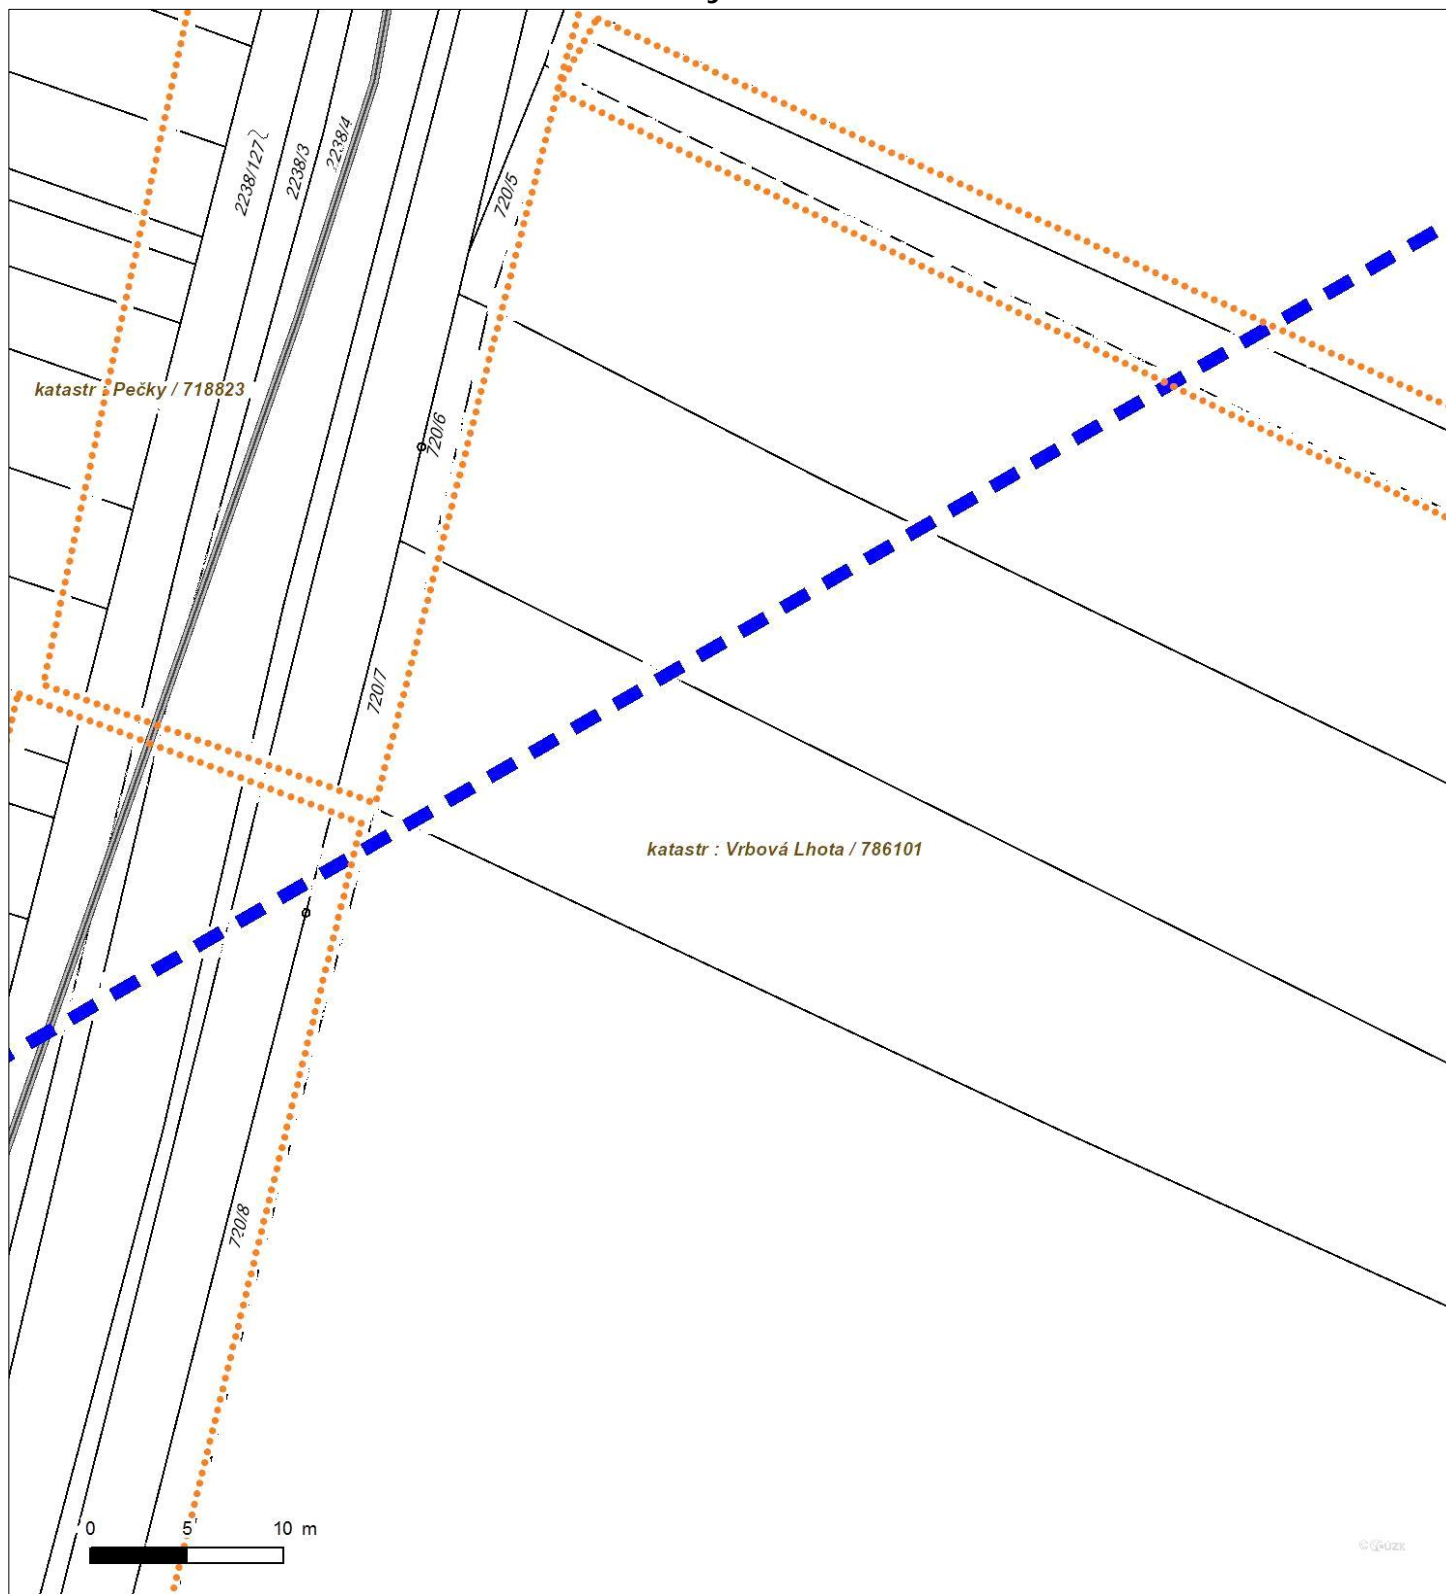 2238/127
2238/3
2238/4
720/5
katastr : Pečky / 718823
720/6
720/7
katastr : Vrbová Lhota / 786101
720/8
0 5 10 m